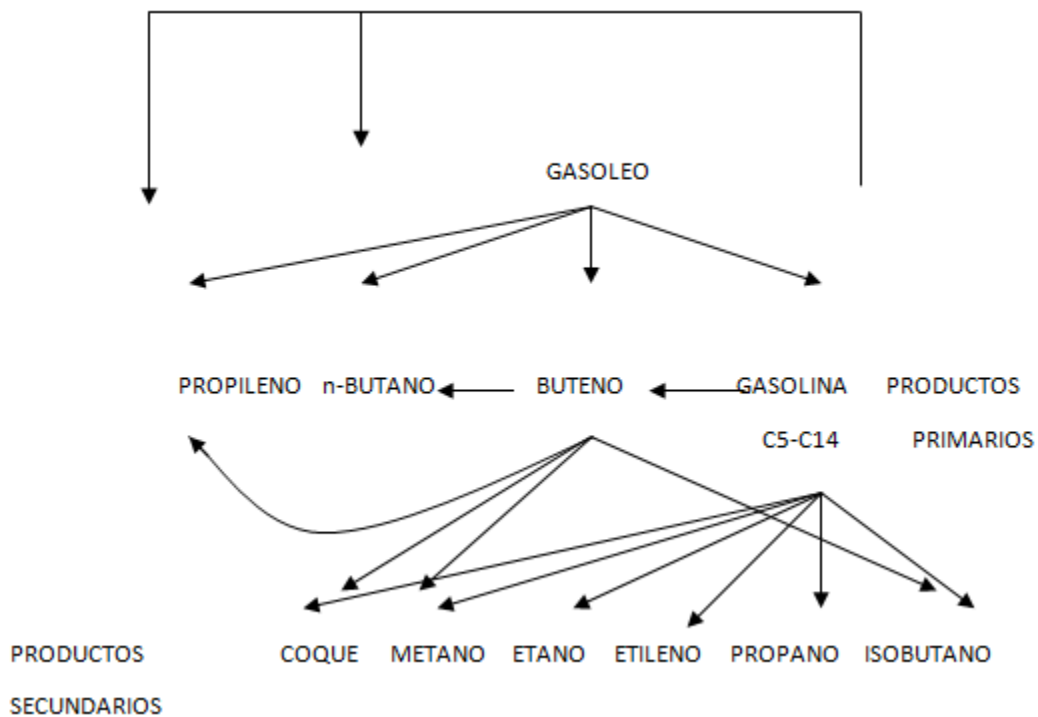 GASOLEO
PROPILENO n-BUTANO BUTENO GASOLINA PRODUCTOS
C5-C14 PRIMARIOS
PRODUCTOS COQUE METANO ETANO ETILENO PROPANO ISOBUTANO
SECUNDARIOS